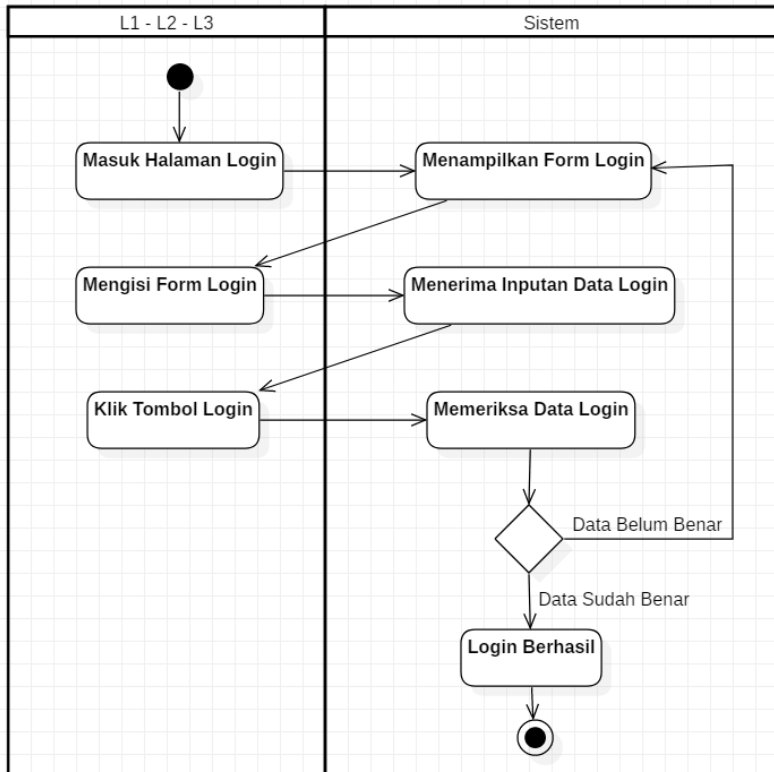 L1 - L2 - L3
Sistem
Masuk Halaman Login
Menampilkan Form Login
Mengisi Form Login
Menerima Inputan Data Login
Klik Tombol Login
Memeriksa Data Login
Data Belum Benar
Data Sudah Benar
Login Berhasil